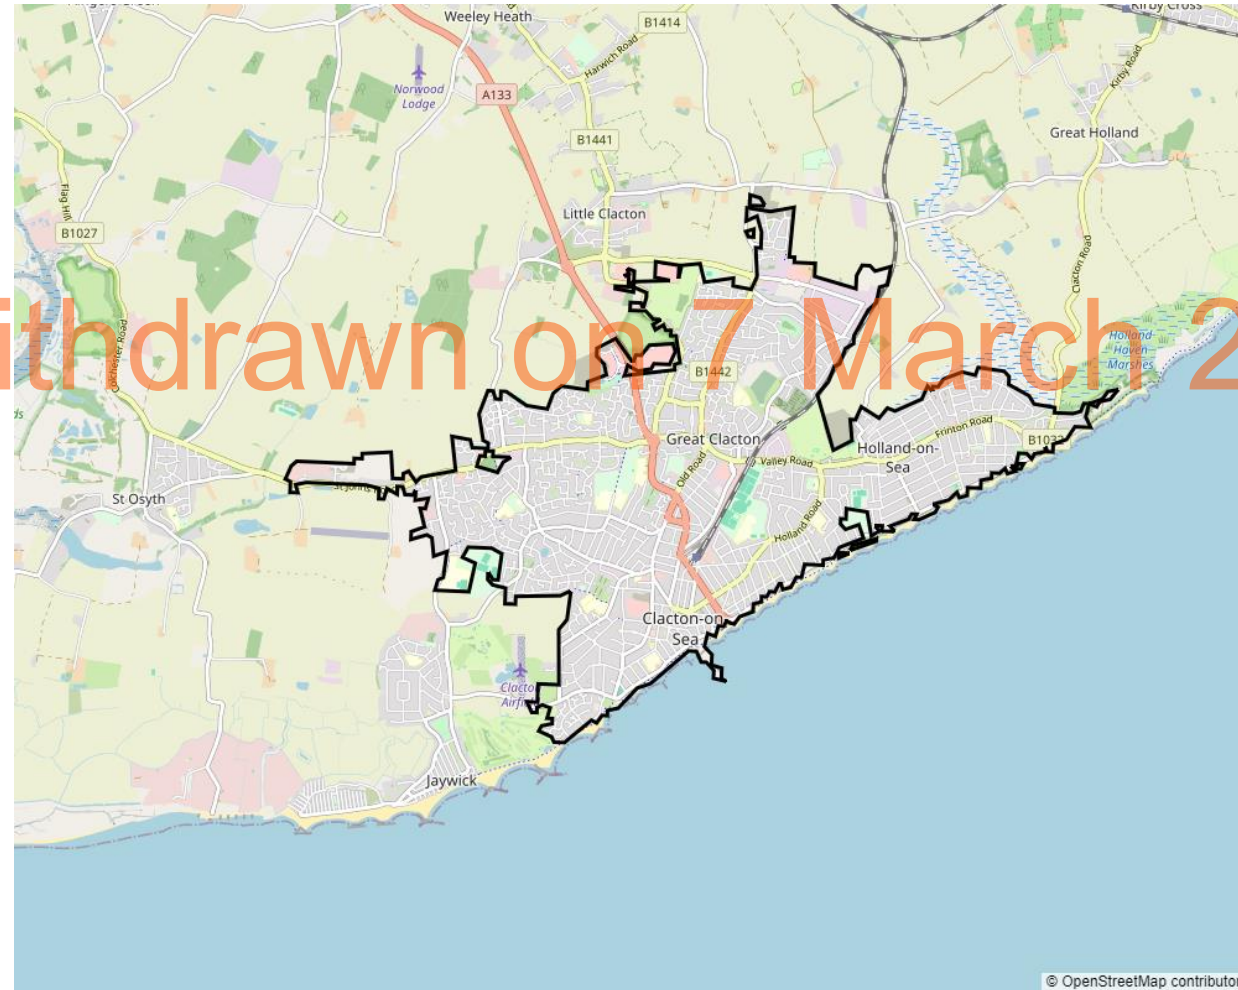 Weeley Heath
B1414
Kirby Cross
Harwich Road
Kirby Road
Norwood
Lodge
A133
B1441
Great Holland
Flag Hill
Little Clacton
B1027
Clacton Road
ithdrawn on 7 March 2
Colchester Road
Holland
Haven
Marshes
B1442
Great Clacton
Frinton Road
B1032
Holland-on-
Sea
Valley Road
Old Road
St Osyth
Holland Road
Clacton-on
Sea
Jaywick
© OpenStreetMap contributor